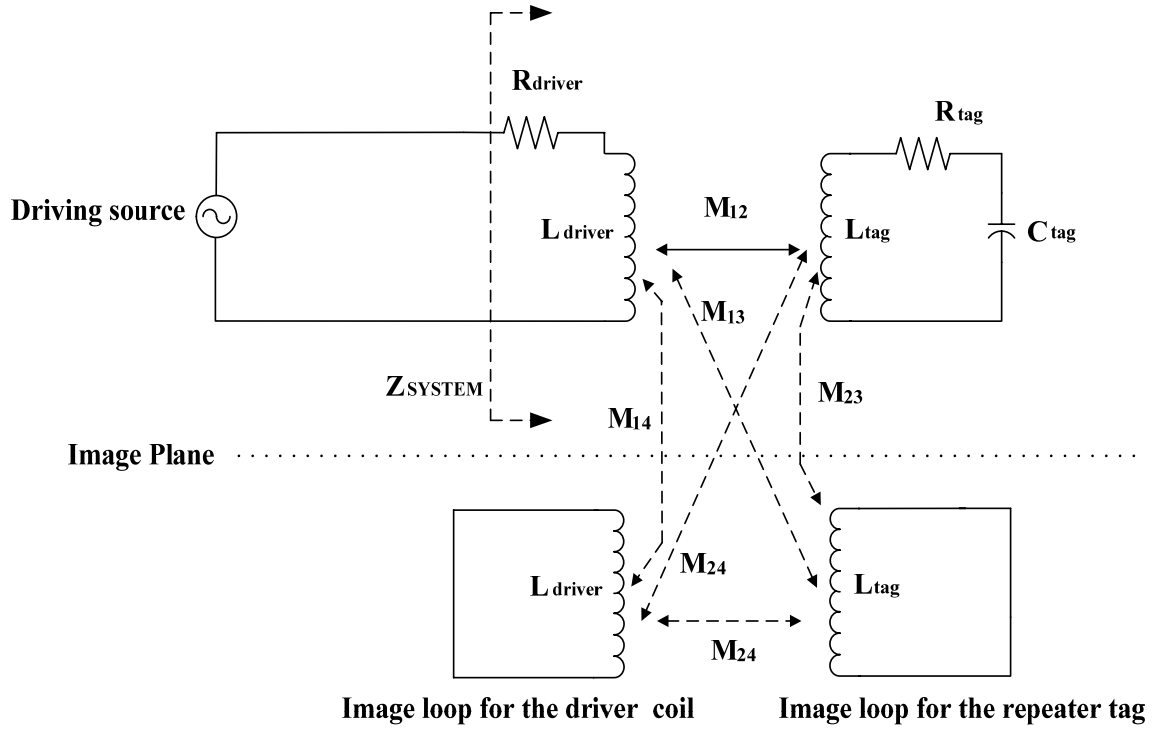 Rdriver
Rtag
Driving source
Ldriver
M12
Ltag
Ctag
M13
ZSYSTEM
M23
M14
Image Plane
M24
Ldriver
Ltag
M24
Image loop for the driver coil
Image loop for the repeater tag